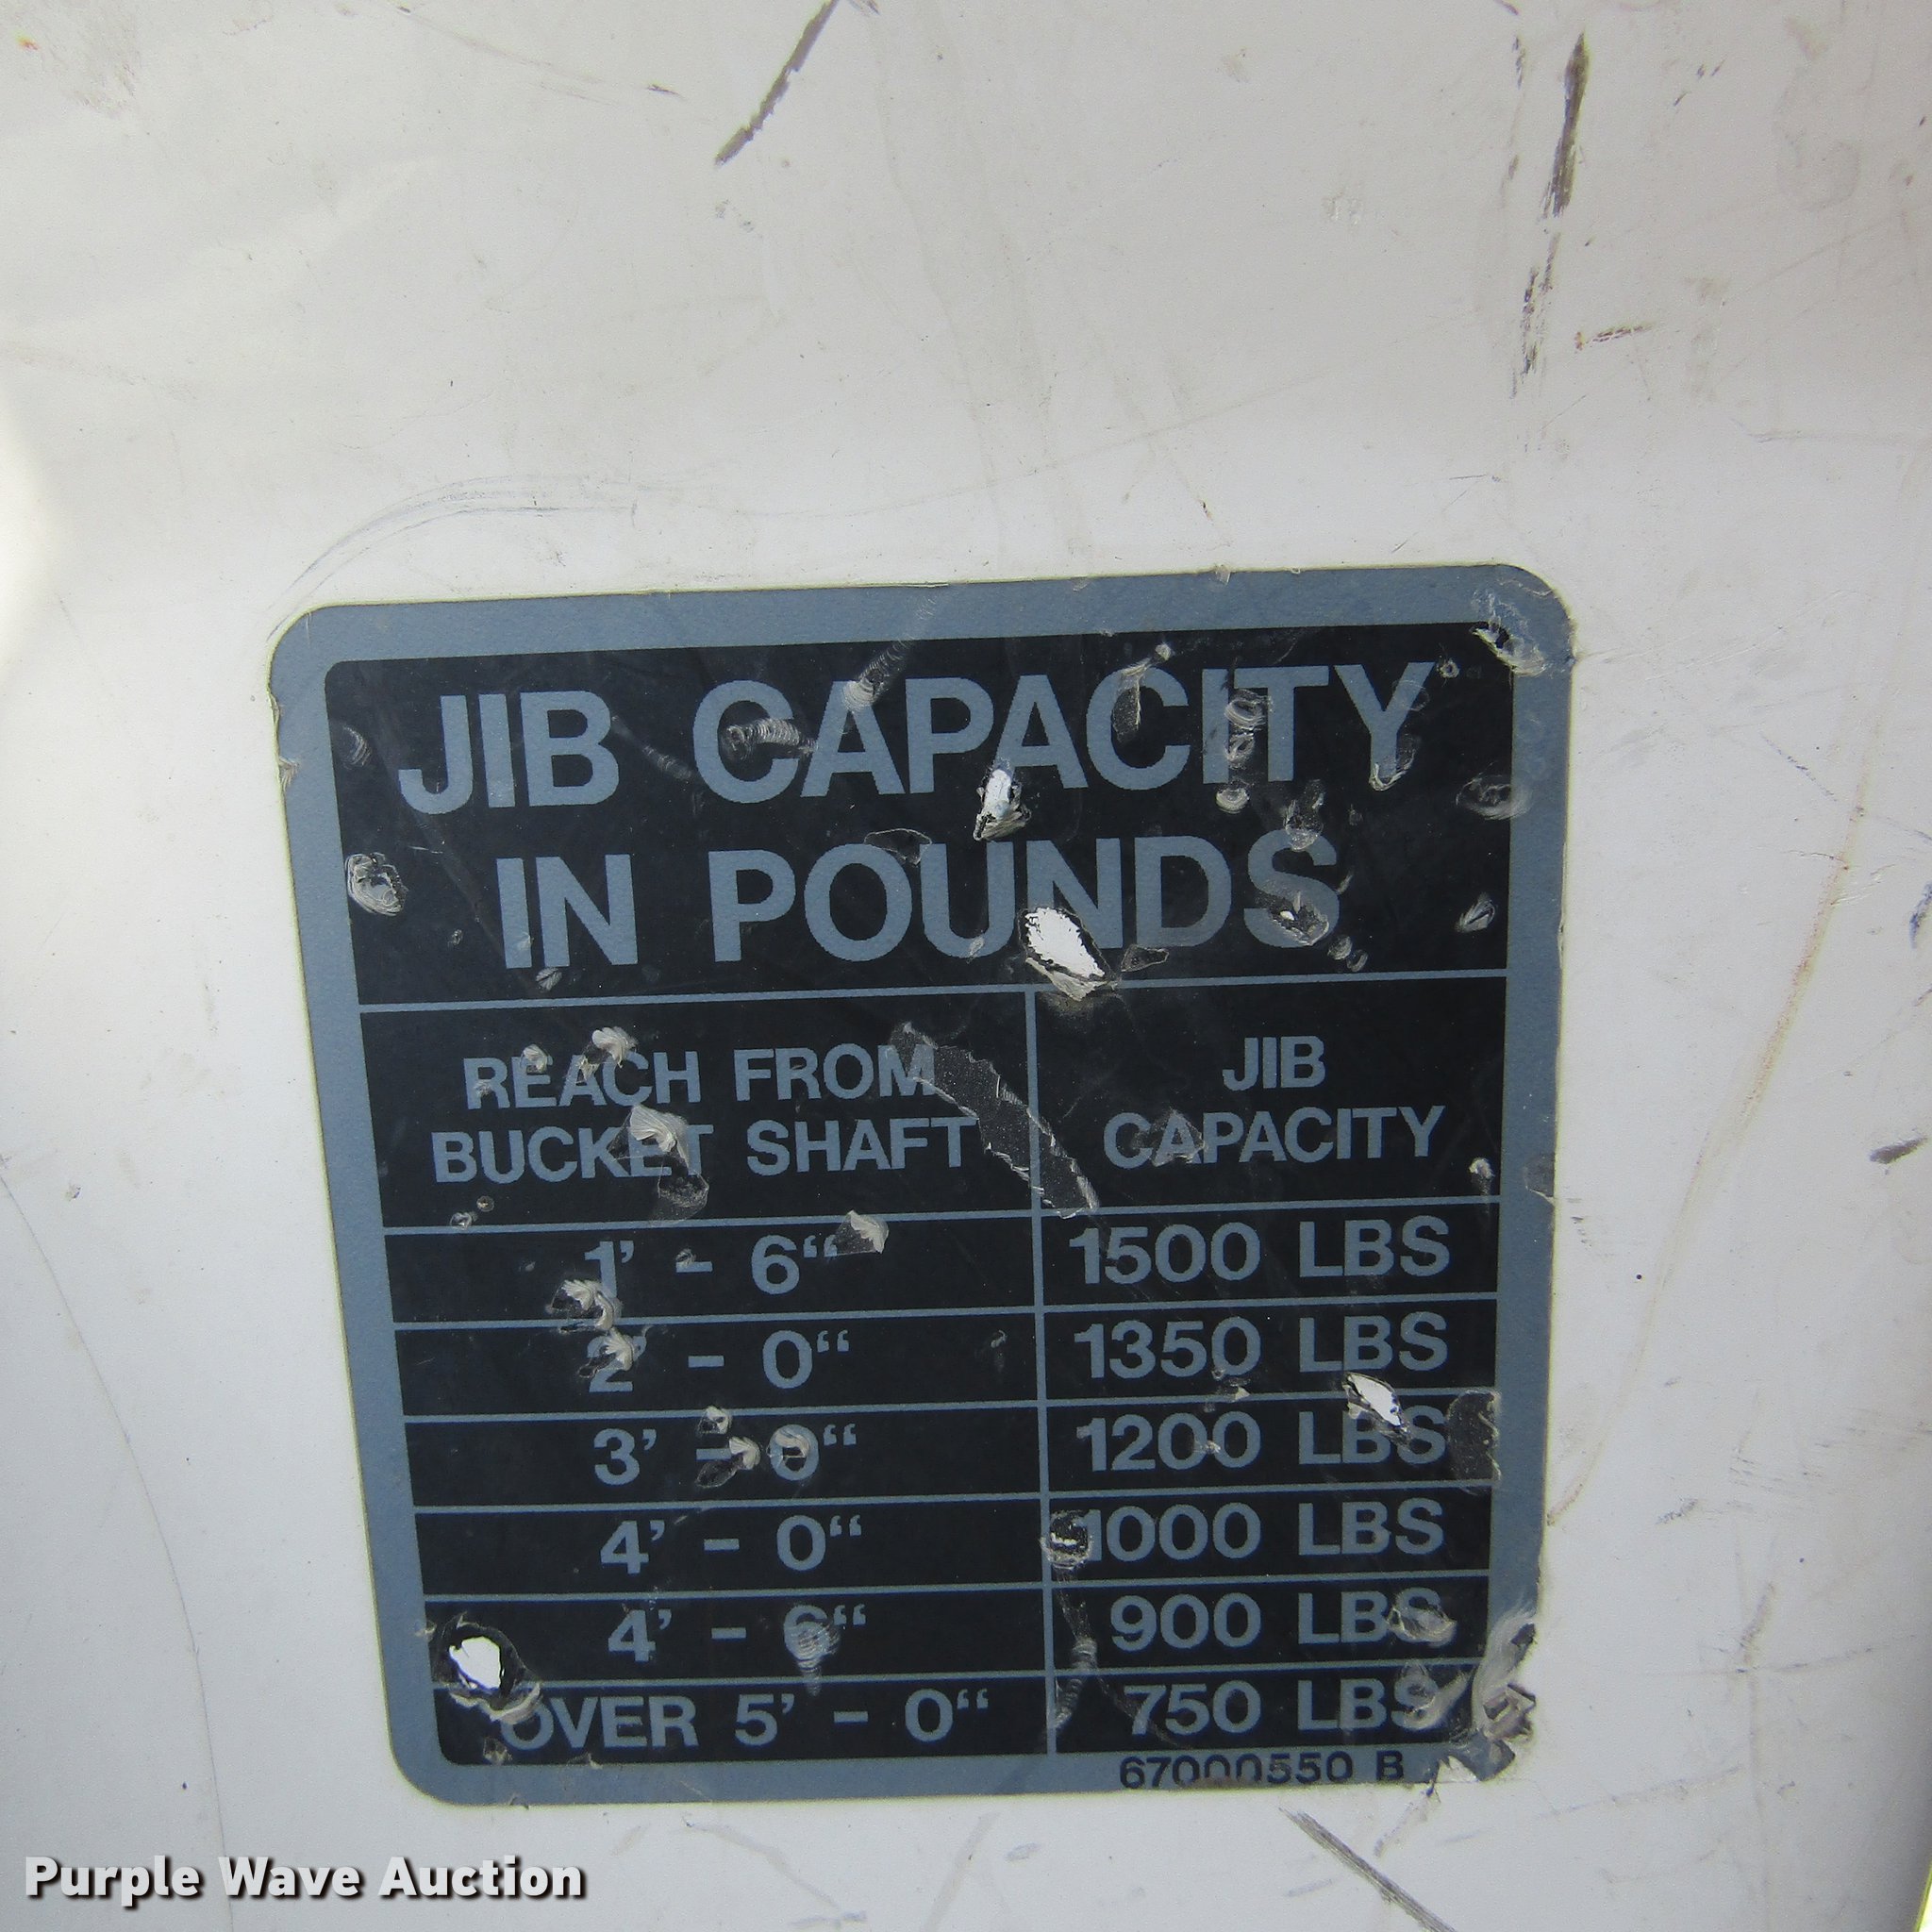 JIB CAPACITY
IN POUNDS
REACH FROM
BUCKET SHAFT
JIB
CAPACITY
1' - 6“ 1500 LBS
2' - 0“ 1350 LBS
3' - 0“ 1200 LBS
4' - 0“ 1000 LBS
4' - 6“ 900 LBS
OVER 5' - 0“ 750 LBS
67000550 B
Purple Wave Auction